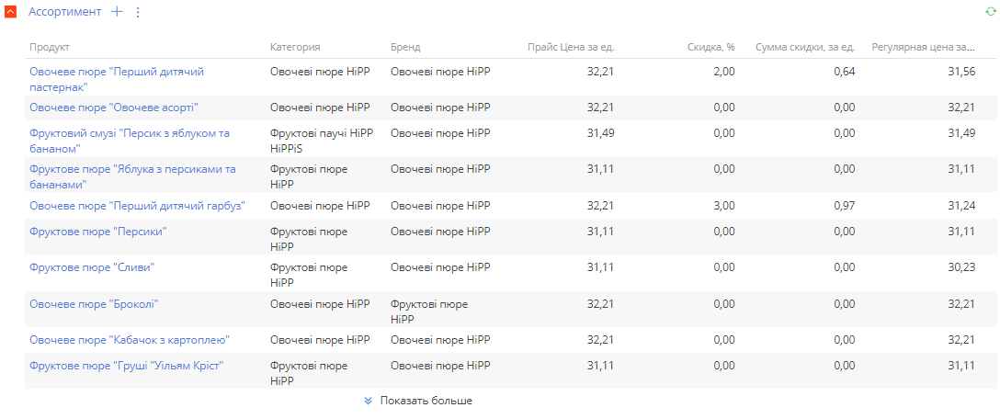 Ассортимент
Продукт Категория Бренд Прайс Цена за ед. Скидка, % Сумма скидки, за ед. Регулярная цена за...
Овочеве пюре "Перший дитячий Овочеві пюре HiPP Овочеві пюре HiPP 32,21 2,00 0,64 31,56
пастернак"
Овочеве пюре "Овочеве асорті" Овочеві пюре HiPP Овочеві пюре HiPP 32,21 0,00 0,00 32,21
Фруктовий смузі "Персик з яблуком та Фруктові паучі HiPP Овочеві пюре HiPP 31,49 0,00 0,00 31,49
бананом" HiPPiS
Фруктове пюре "Яблука з персиками та Фруктові пюре Овочеві пюре HiPP 31,11 0,00 0,00 31,11
бананами" HiPP
Овочеве пюре "Перший дитячий гарбуз" Овочеві пюре HiPP Овочеві пюре HiPP 32,21 3,00 0,97 31,24
Фруктове пюре "Персики" Фруктові пюре Овочеві пюре HiPP 31,11 0,00 0,00 31,11
HiPP
Фруктове пюре "Сливи" Фруктові пюре Овочеві пюре HiPP 31,11 0,00 0,00 30,23
HiPP
Овочеве пюре "Броколі" Овочеві пюре HiPP Фруктові пюре 32,21 0,00 0,00 32,21
HiPP
Овочеве пюре "Кабачок з картоплею" Овочеві пюре HiPP Овочеві пюре HiPP 32,21 0,00 0,00 32,21
Фруктове пюре "Груші "Уільям Кріст" Фруктові пюре Овочеві пюре HiPP 31,11 0,00 0,00 31,11
HiPP
Показать больше